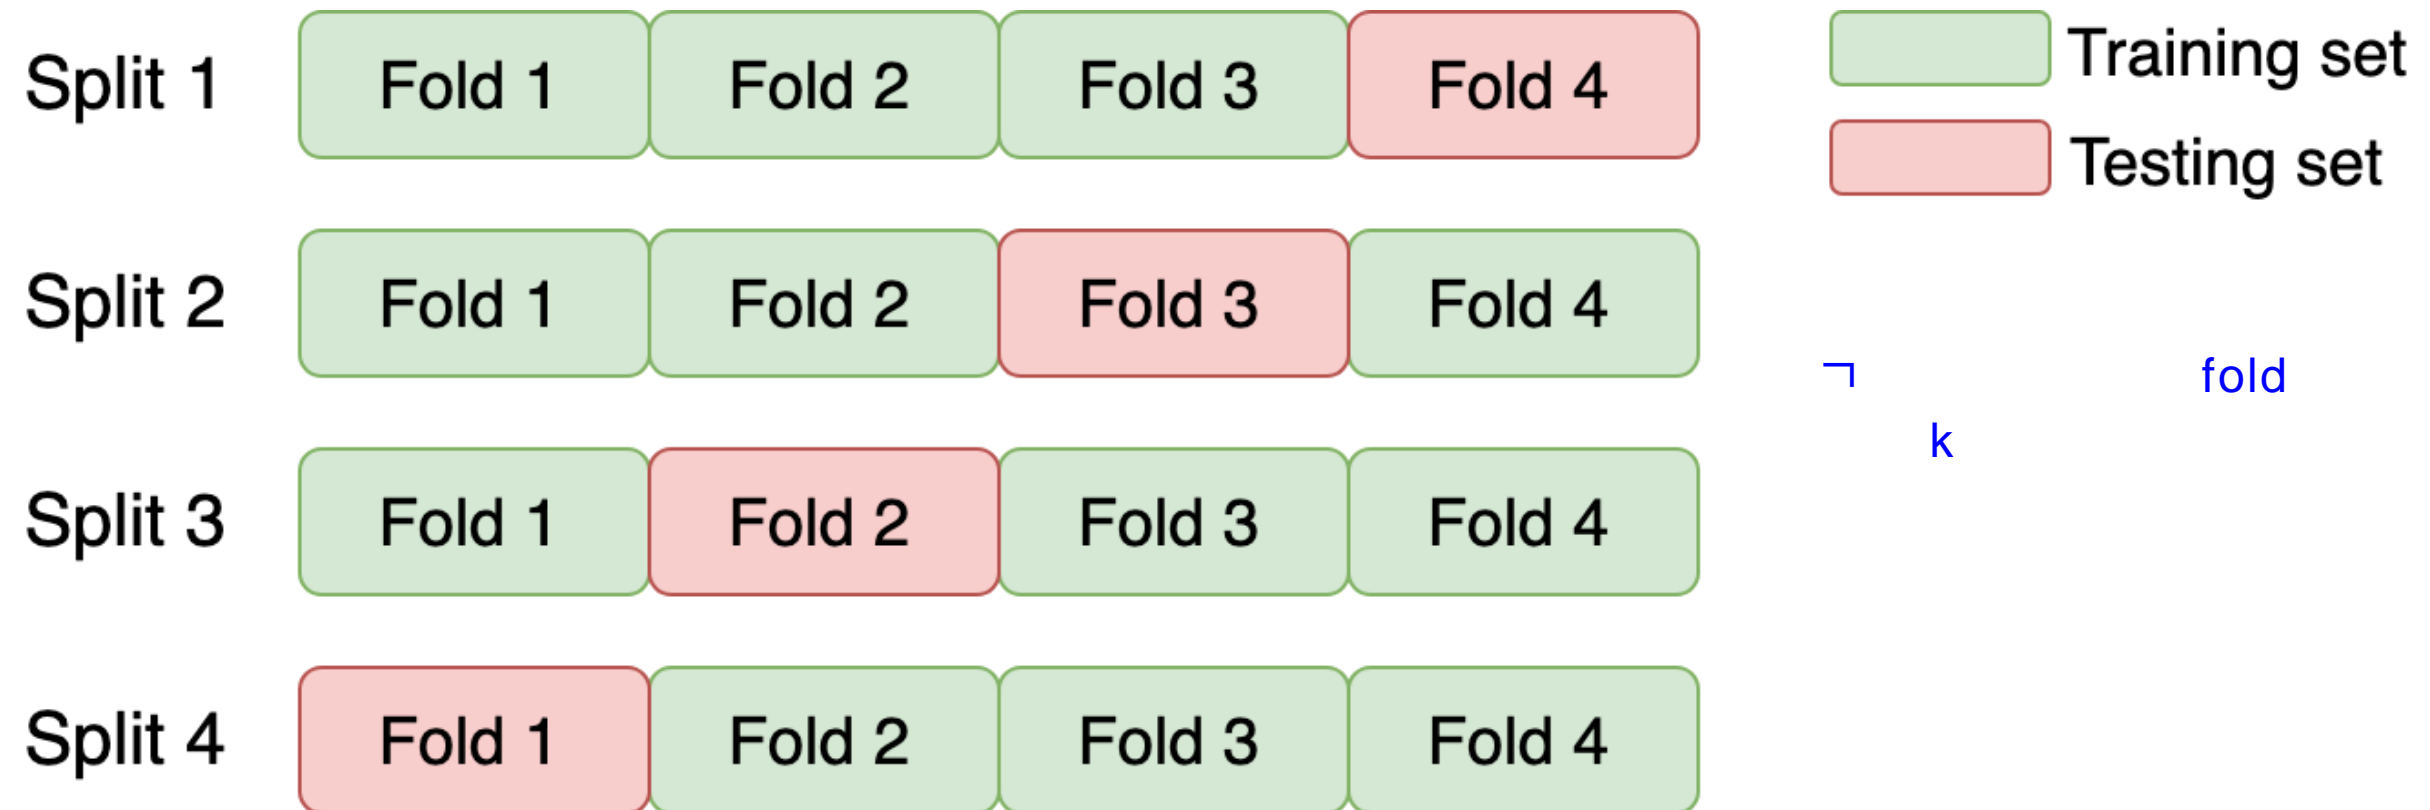 Split 1 Fold 1 Fold 2 Fold 3 Fold 4
Training set
Testing set
Split 2 Fold 1 Fold 2 Fold 3 Fold 4
¬ fold
k
Split 3 Fold 1 Fold 2 Fold 3 Fold 4
Split 4 Fold 1 Fold 2 Fold 3 Fold 4